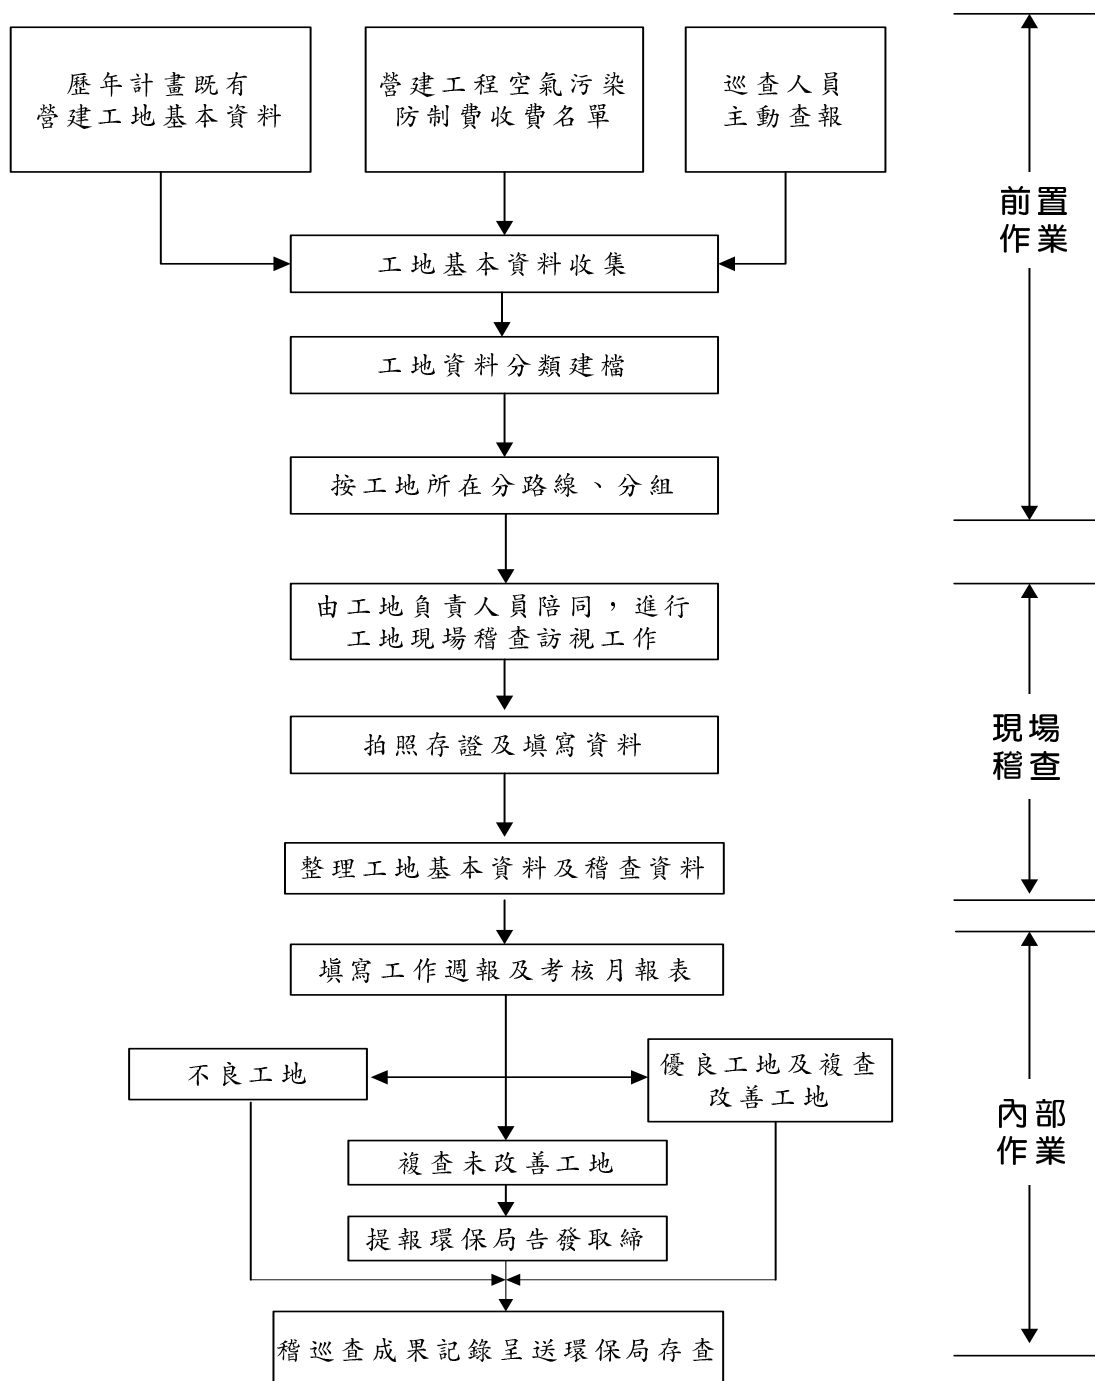 歷年計畫既有
營建工地基本資料
營建工程空氣污染
防制費收費名單
巡查人員
主動查報
前置
作業
工地基本資料收集
工地資料分類建檔
按工地所在分路線、分組
由工地負責人員陪同，進行
工地現場稽查訪視工作
拍照存證及填寫資料
現場
稽查
整理工地基本資料及稽查資料
填寫工作週報及考核月報表
不良工地
優良工地及複查
改善工地
內部
作業
複查未改善工地
提報環保局告發取締
稽巡查成果記錄呈送環保局存查